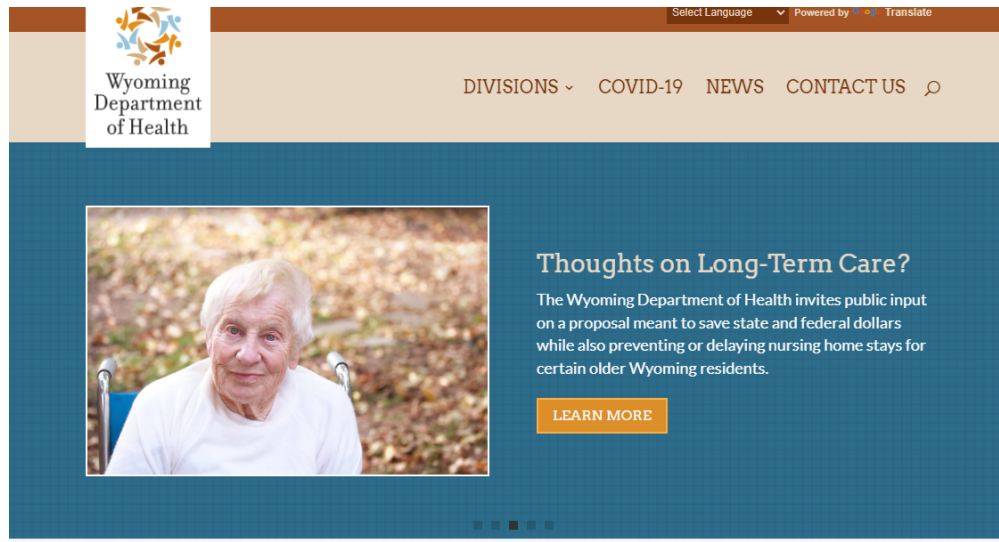 Select Language
Powered by Google Translate
Wyoming
Department
of Health
DIVISIONS
COVID-19
NEWS
CONTACT US
Thoughts on Long-Term Care?
The Wyoming Department of Health invites public input
on a proposal meant to save state and federal dollars
while also preventing or delaying nursing home stays for
certain older Wyoming residents.
LEARN MORE